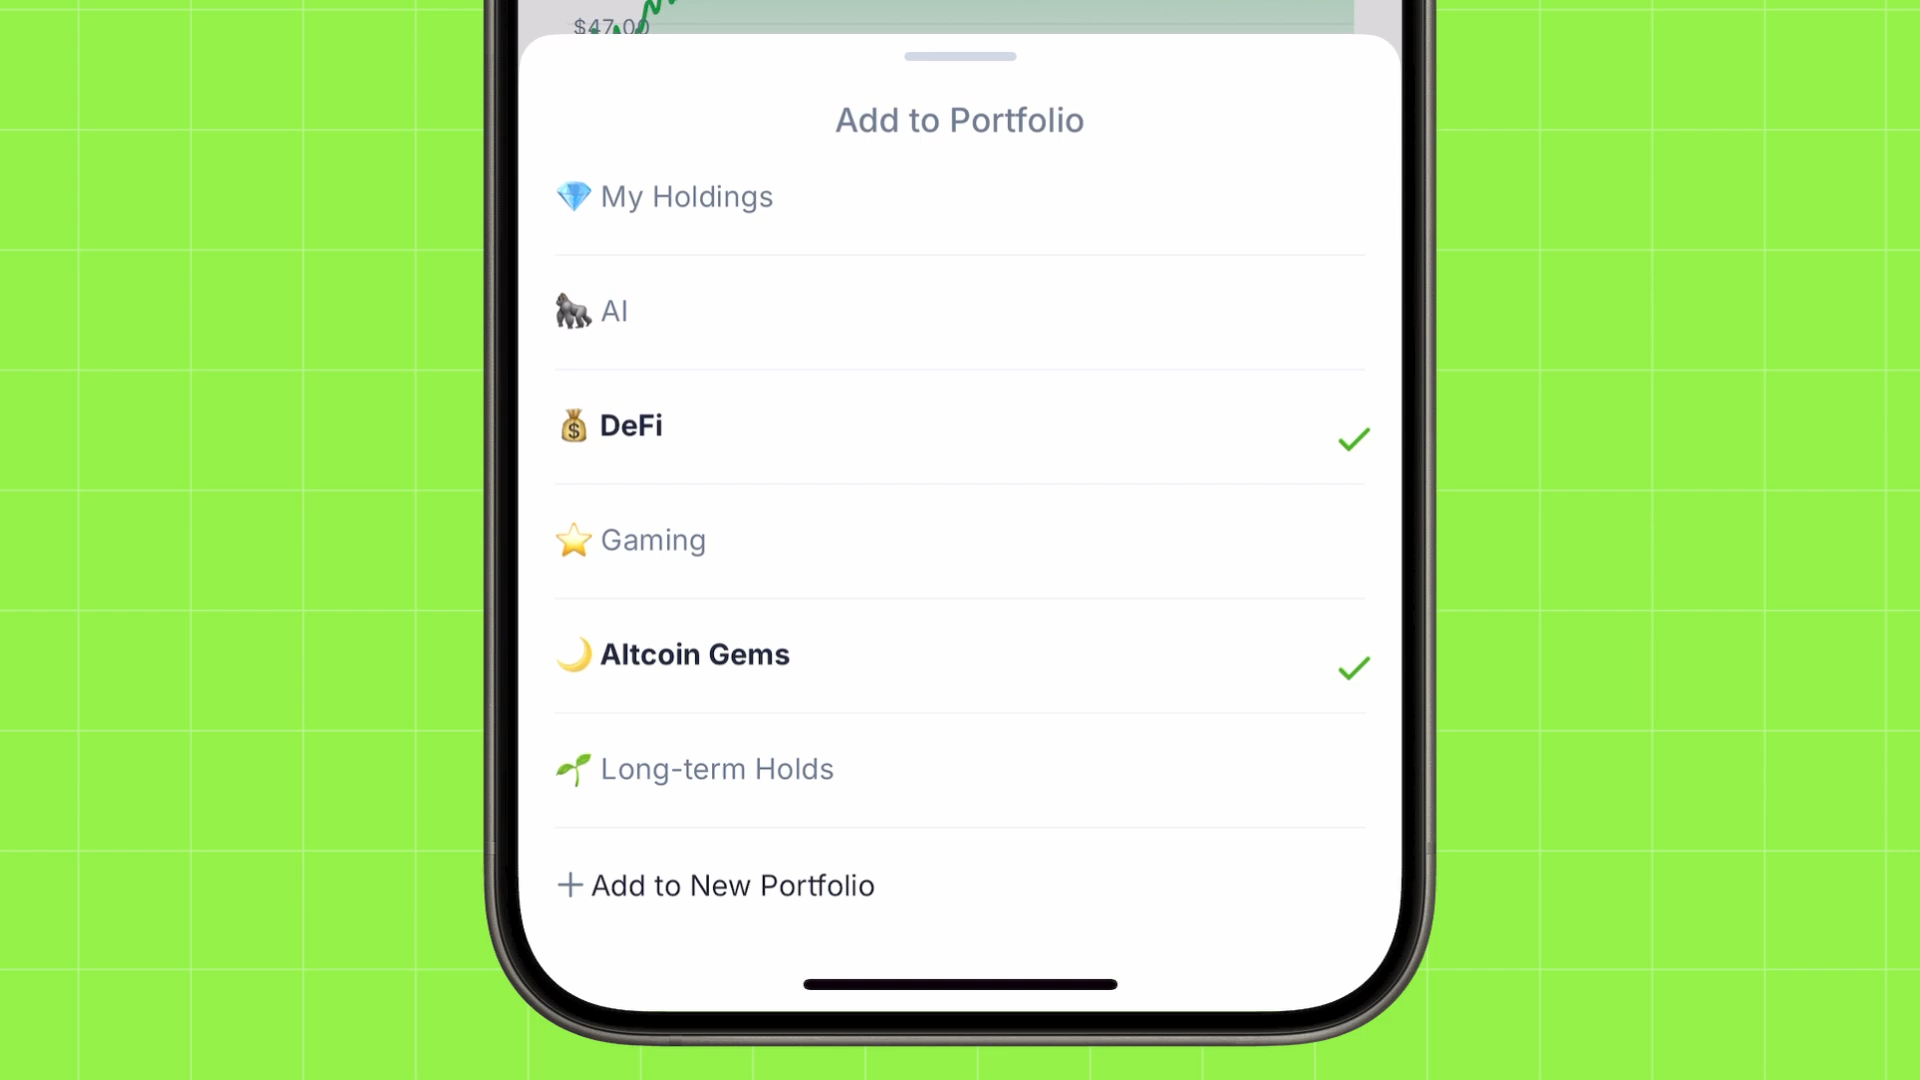 $47.00
Add to Portfolio
My Holdings
AI
DeFi
Gaming
Altcoin Gems
Long-term Holds
Add to New Portfolio